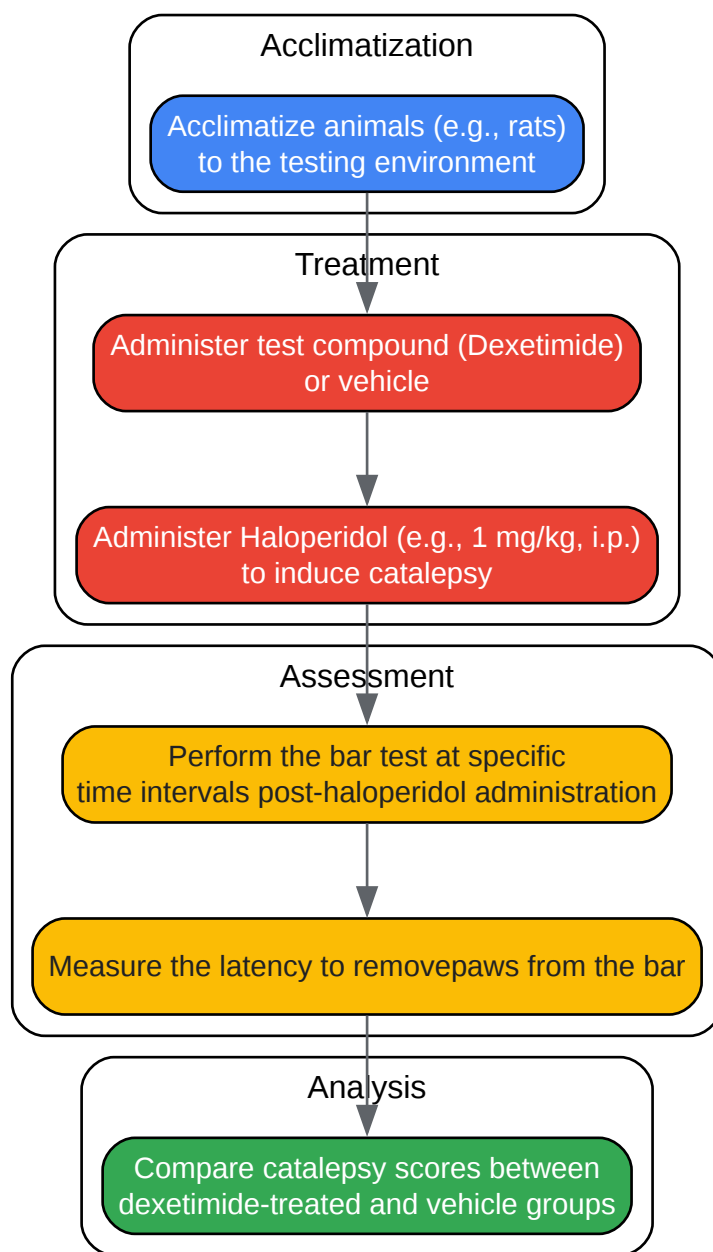 Acclimatization
Acclimatize animals (e.g., rats)
to the testing environment
Treatment
Administer test compound (Dexetimide)
or vehicle
Administer Haloperidol (e.g., 1 mg/kg, i.p.)
to induce catalepsy
Assessment
Perform the bar test at specific
time intervals post-haloperidol administration
Measure the latency to removepaws from the bar
Analysis
Compare catalepsy scores between
dexetimide-treated and vehicle groups